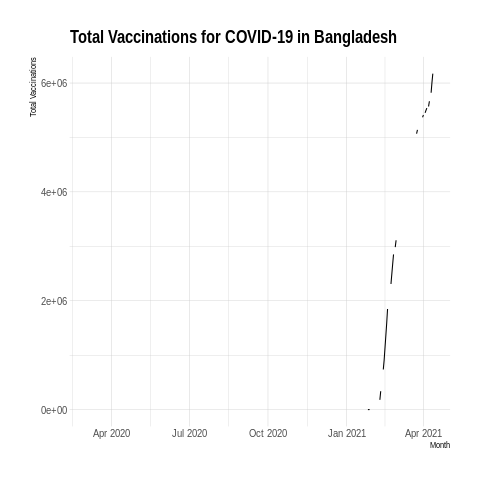 Total Vaccinations for COVID-19 in Bangladesh
Total Vaccinations
6e+06
4e+06
2e+06
0e+00
Apr 2020 Jul 2020 Oct 2020 Jan 2021 Apr 2021
Month